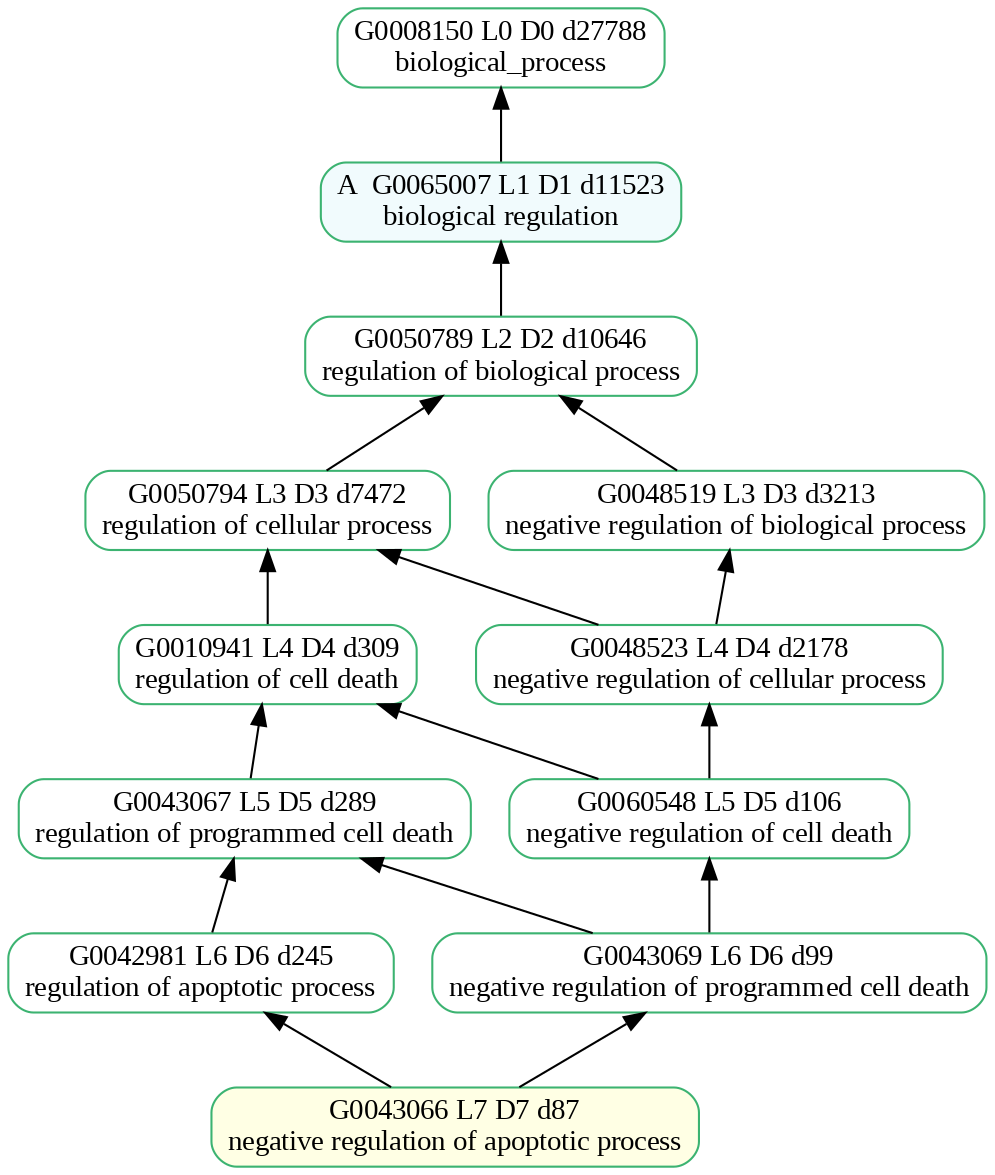 G0008150 L0 D0 d27788
biological_process
A  G0065007 L1 D1 d11523
biological regulation
G0050789 L2 D2 d10646
regulation of biological process
G0050794 L3 D3 d7472
regulation of cellular process
G0048519 L3 D3 d3213
negative regulation of biological process
G0010941 L4 D4 d309
regulation of cell death
G0048523 L4 D4 d2178
negative regulation of cellular process
G0043067 L5 D5 d289
regulation of programmed cell death
G0060548 L5 D5 d106
negative regulation of cell death
G0042981 L6 D6 d245
regulation of apoptotic process
G0043069 L6 D6 d99
negative regulation of programmed cell death
G0043066 L7 D7 d87
negative regulation of apoptotic process